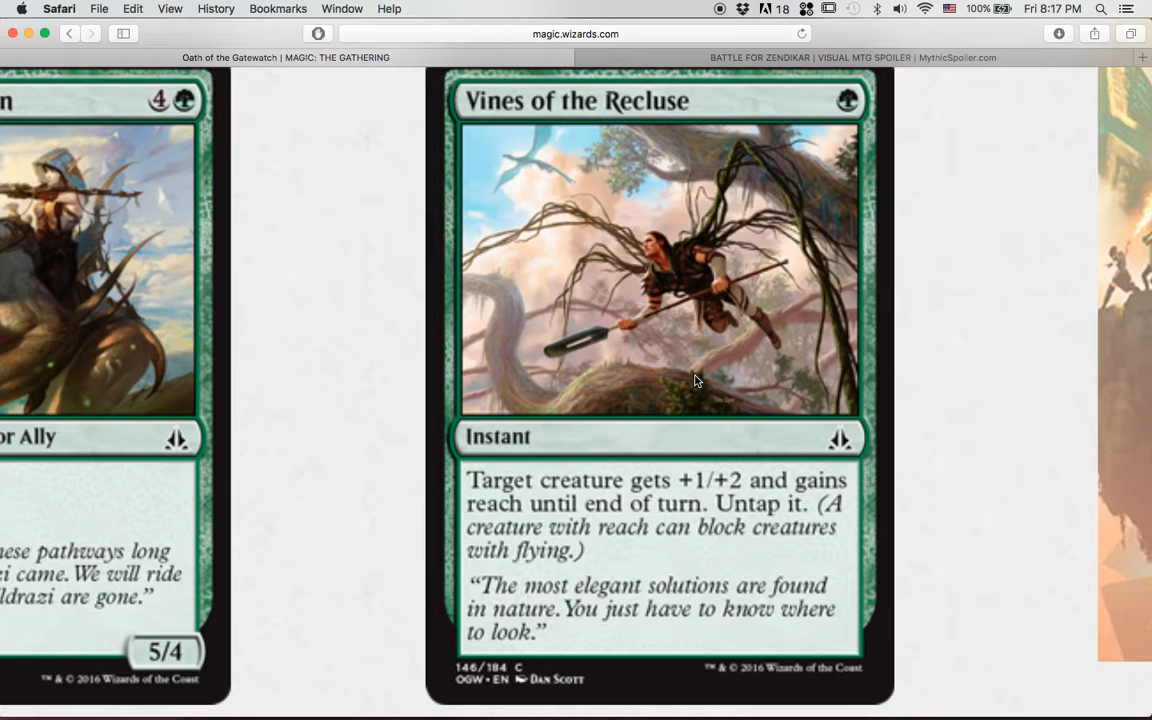 Safari File Edit View History Bookmarks Window Help
18
100%
Fri 8:17 PM
magic.wizards.com
Oath of the Gatewatch | MAGIC: THE GATHERING
BATTLE FOR ZENDIKAR | VISUAL MTG SPOILER | MythicSpoiler.com
n 4
or Ally
nese pathways long
zi came. We will ride
ldrazi are gone."
5/4
™ & © 2016 Wizards of the Coast
Vines of the Recluse
Instant
Target creature gets +1/+2 and gains
reach until end of turn. Untap it. (A
creature with reach can block creatures
with flying.)
"The most elegant solutions are found
in nature. You just have to know where
to look."
146/184 C
OGW • EN Dan Scott
™ & © 2016 Wizards of the Coast